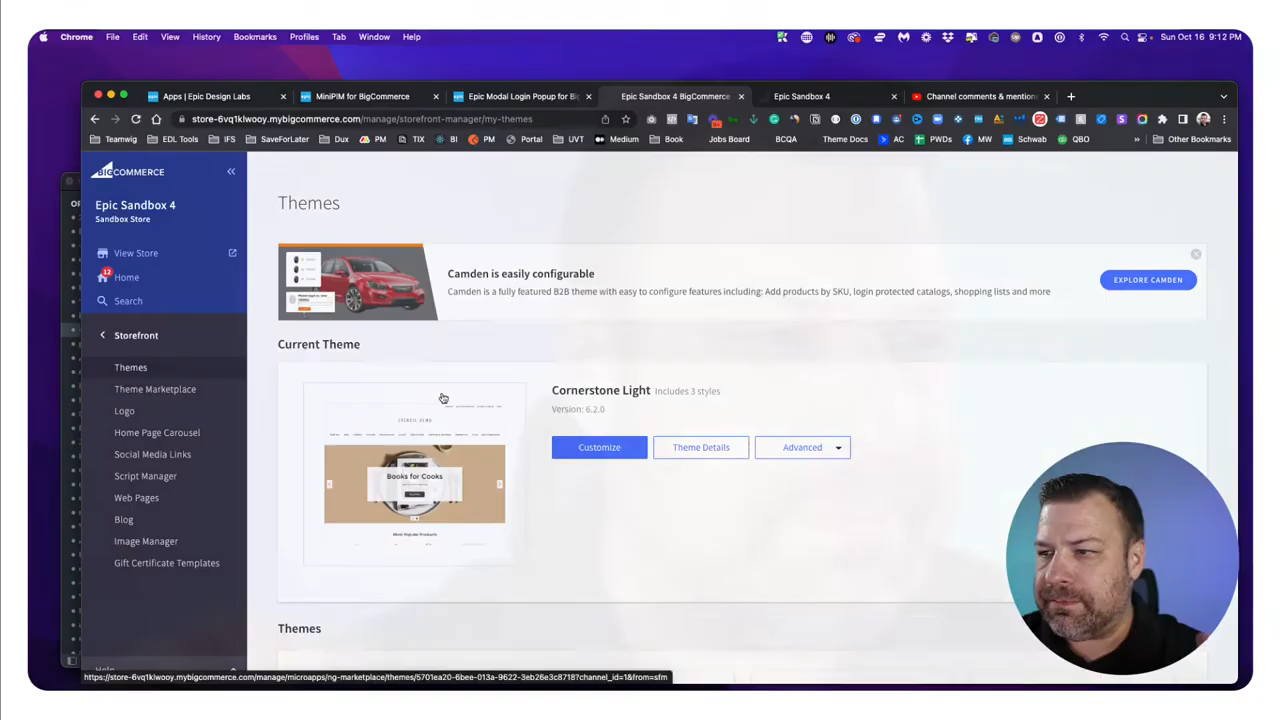 Chrome File Edit View History Bookmarks Profiles Tab Window Help
Sun Oct 16 9:12 PM
Apps | Epic Design Labs
MiniPIM for BigCommerce
Epic Modal Login Popup for Big
Epic Sandbox 4 BigCommerce
Epic Sandbox 4
Channel comments & mention
store-6vq1klwooy.mybigcommerce.com/manage/storefront-manager/my-themes
Teamwig EDL Tools IFS SaveForLater Dux PM TIX BI PM Portal UVT Medium Book Jobs Board BCQA Theme Docs AC PWDs MW Schwab QBO » Other Bookmarks
BIGCOMMERCE
Epic Sandbox 4
Sandbox Store
View Store
12
Home
Search
Storefront
Themes
Theme Marketplace
Logo
Home Page Carousel
Social Media Links
Script Manager
Web Pages
Blog
Image Manager
Gift Certificate Templates
Help
Themes
Camden is easily configurable
Camden is a fully featured B2B theme with easy to configure features including: Add products by SKU, login protected catalogs, shopping lists and more
EXPLORE CAMDEN
Current Theme
STENCIL DEMO
Books for Cooks
Most Popular Products
Cornerstone Light Includes 3 styles
Version: 6.2.0
Customize
Theme Details
Advanced
Themes
https://store-6vq1klwooy.mybigcommerce.com/manage/microapps/ng-marketplace/themes/5701ea20-6bee-013a-9622-3eb26e3c8718?channel_id=1&from=sfm